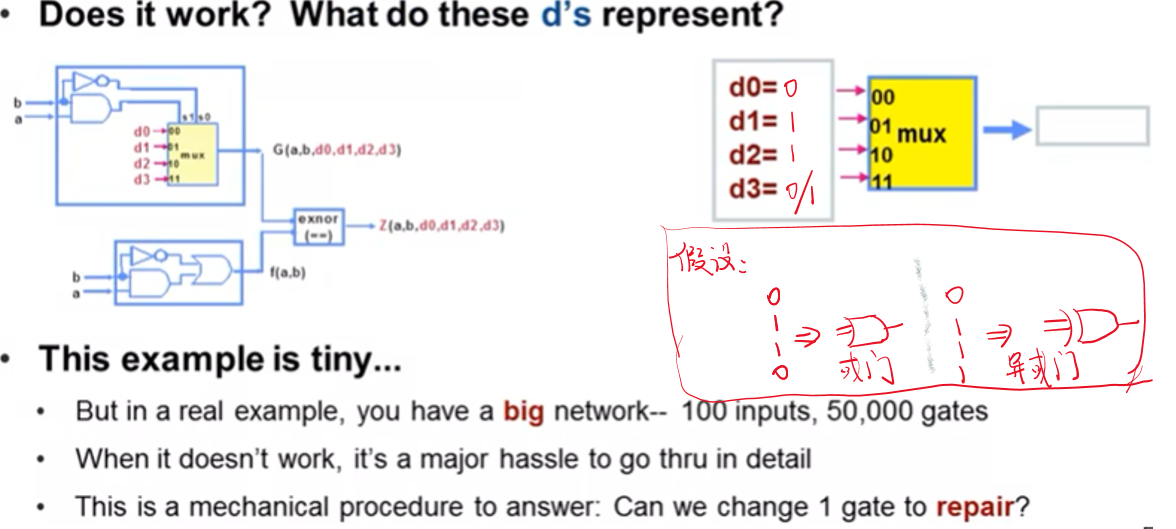 • Does it work? What do these d's represent?
b
a
s1 s0
d0 00
d1 01
d2 10
d3 11
mux
G(a,b,d0,d1,d2,d3)
exnor
(==)
Z(a,b,d0,d1,d2,d3)
b
a
f(a,b)
d0= 0
d1= 1
d2= 1
d3= 0/1
00
01
10
11
mux
假设:
0
1
1
0
⇒
或门
0
1
1
1
⇒
异或门
• This example is tiny...
• But in a real example, you have a big network-- 100 inputs, 50,000 gates
• When it doesn't work, it's a major hassle to go thru in detail
• This is a mechanical procedure to answer: Can we change 1 gate to repair?